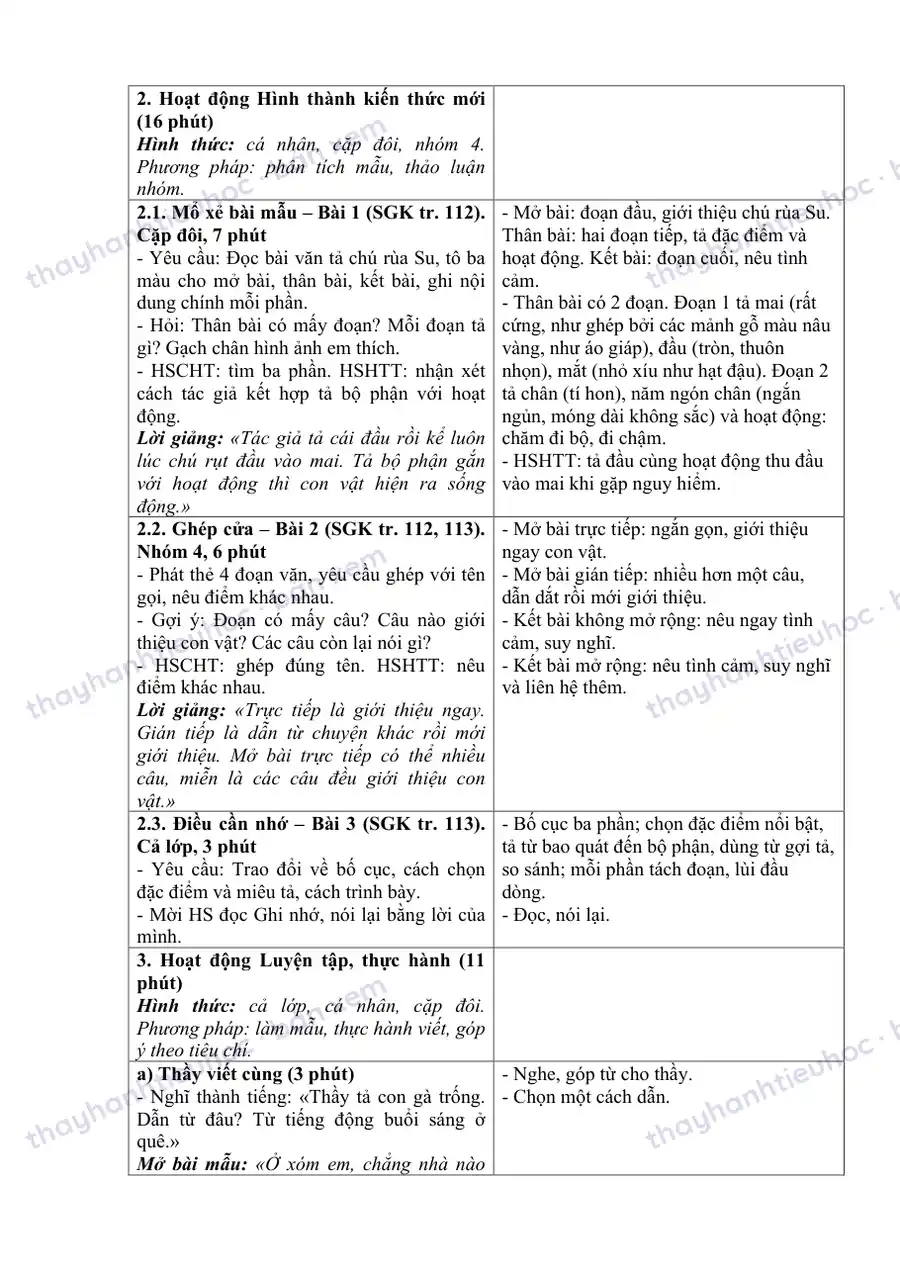 2. Hoạt động Hình thành kiến thức mới
(16 phút)
Hình thức: cá nhân, cặp đôi, nhóm 4.
Phương pháp: phân tích mẫu, thảo luận
nhóm.
2.1. Mổ xẻ bài mẫu – Bài 1 (SGK tr. 112).
Cặp đôi, 7 phút
- Yêu cầu: Đọc bài văn tả chú rùa Su, tô ba
màu cho mở bài, thân bài, kết bài, ghi nội
dung chính mỗi phần.
- Hỏi: Thân bài có mấy đoạn? Mỗi đoạn tả
gì? Gạch chân hình ảnh em thích.
- HSCHT: tìm ba phần. HSHTT: nhận xét
cách tác giả kết hợp tả bộ phận với hoạt
động.
Lời giảng: «Tác giả tả cái đầu rồi kể luôn
lúc chú rụt đầu vào mai. Tả bộ phận gắn
với hoạt động thì con vật hiện ra sống
động.»
- Mở bài: đoạn đầu, giới thiệu chú rùa Su.
Thân bài: hai đoạn tiếp, tả đặc điểm và
hoạt động. Kết bài: đoạn cuối, nêu tình
cảm.
- Thân bài có 2 đoạn. Đoạn 1 tả mai (rất
cứng, như ghép bởi các mảnh gỗ màu nâu
vàng, như áo giáp), đầu (tròn, thuôn
nhọn), mắt (nhỏ xíu như hạt đậu). Đoạn 2
tả chân (tí hon), năm ngón chân (ngắn
ngủn, móng dài không sắc) và hoạt động:
chăm đi bộ, đi chậm.
- HSHTT: tả đầu cùng hoạt động thu đầu
vào mai khi gặp nguy hiểm.
2.2. Ghép cửa – Bài 2 (SGK tr. 112, 113).
Nhóm 4, 6 phút
- Phát thẻ 4 đoạn văn, yêu cầu ghép với tên
gọi, nêu điểm khác nhau.
- Gợi ý: Đoạn có mấy câu? Câu nào giới
thiệu con vật? Các câu còn lại nói gì?
- HSCHT: ghép đúng tên. HSHTT: nêu
điểm khác nhau.
Lời giảng: «Trực tiếp là giới thiệu ngay.
Gián tiếp là dẫn từ chuyện khác rồi mới
giới thiệu. Mở bài trực tiếp có thể nhiều
câu, miễn là các câu đều giới thiệu con
vật.»
- Mở bài trực tiếp: ngắn gọn, giới thiệu
ngay con vật.
- Mở bài gián tiếp: nhiều hơn một câu,
dẫn dắt rồi mới giới thiệu.
- Kết bài không mở rộng: nêu ngay tình
cảm, suy nghĩ.
- Kết bài mở rộng: nêu tình cảm, suy nghĩ
và liên hệ thêm.
2.3. Điều cần nhớ – Bài 3 (SGK tr. 113).
Cả lớp, 3 phút
- Yêu cầu: Trao đổi về bố cục, cách chọn
đặc điểm và miêu tả, cách trình bày.
- Mời HS đọc Ghi nhớ, nói lại bằng lời của
mình.
- Bố cục ba phần; chọn đặc điểm nổi bật,
tả từ bao quát đến bộ phận, dùng từ gợi tả,
so sánh; mỗi phần tách đoạn, lùi đầu
dòng.
- Đọc, nói lại.
3. Hoạt động Luyện tập, thực hành (11
phút)
Hình thức: cả lớp, cá nhân, cặp đôi.
Phương pháp: làm mẫu, thực hành viết, góp
ý theo tiêu chí.
a) Thầy viết cùng (3 phút)
- Nghĩ thành tiếng: «Thầy tả con gà trống.
Dẫn từ đâu? Từ tiếng động buổi sáng ở
quê.»
Mở bài mẫu: «Ở xóm em, chẳng nhà nào
- Nghe, góp từ cho thầy.
- Chọn một cách dẫn.
thayhanhtieuhoc · bản xem
thayhanhtieuhoc · b
thayhanhtieuhoc · bản xem
thayhanhtieuhoc · b
thayhanhtieuhoc · bản xem
thayhanhtieuhoc · b